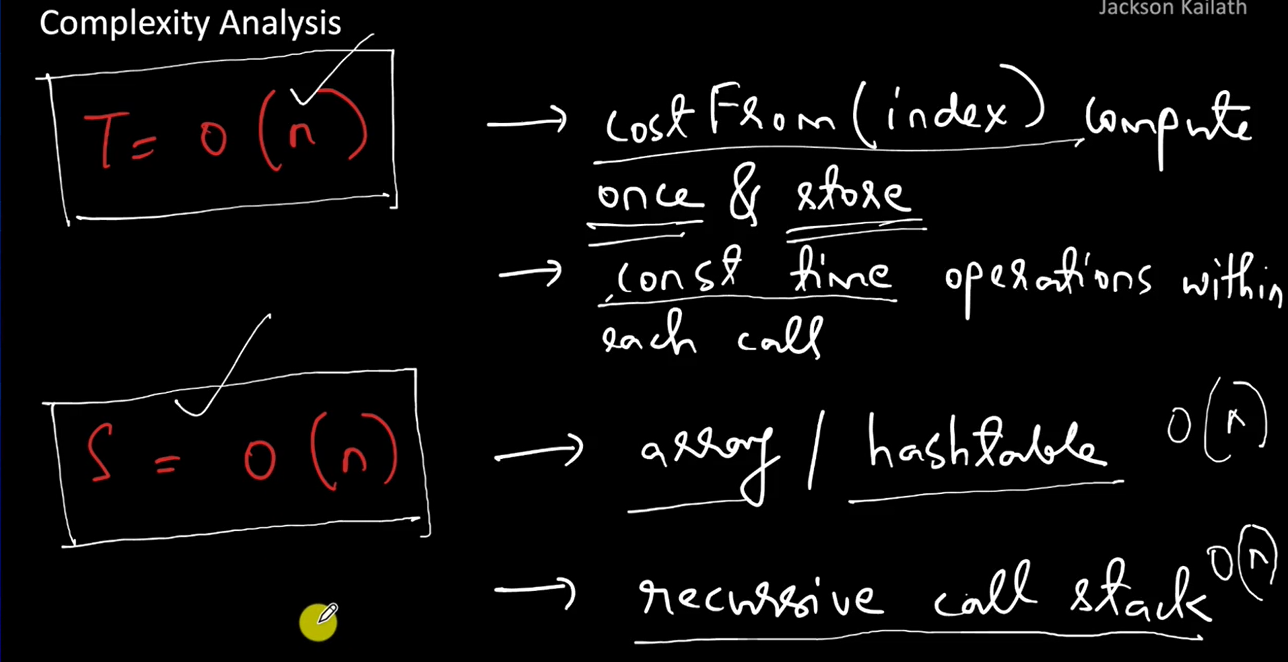 Complexity Analysis
Jackson Kailath
T = O (n)
→ costFrom(index) compute
once & store
→ const time operations within
each call
S = O (n)
→ array / hashtable O(n)
→ recursive call stack O(n)